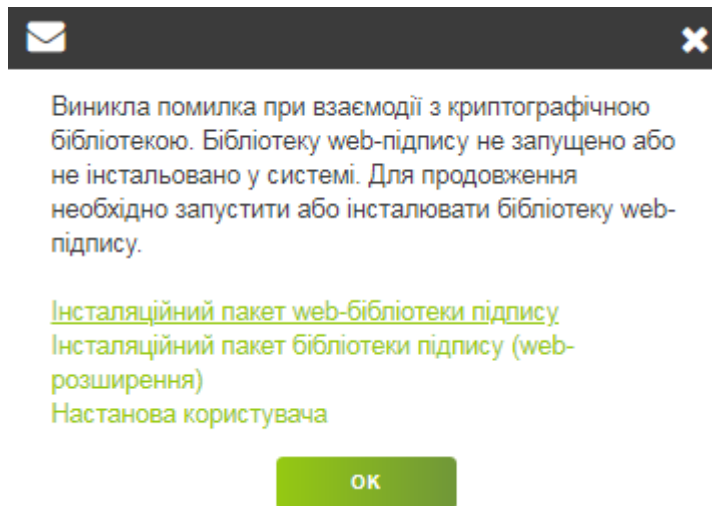 Виникла помилка при взаємодії з криптографічною
бібліотекою. Бібліотеку web-підпису не запущено або
не інстальовано у системі. Для продовження
необхідно запустити або інсталювати бібліотеку web-
підпису.
Інсталяційний пакет web-бібліотеки підпису
Інсталяційний пакет бібліотеки підпису (web-
розширення)
Настанова користувача
ОК